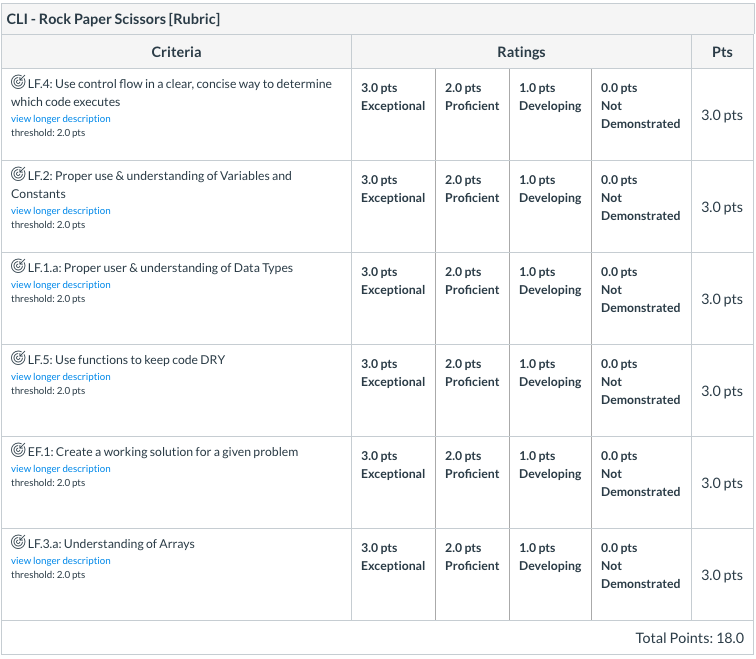 CLI - Rock Paper Scissors [Rubric]
Criteria Ratings Pts
LF.4: Use control flow in a clear, concise way to determine
which code executes
view longer description
threshold: 2.0 pts
3.0 pts
Exceptional
2.0 pts
Proficient
1.0 pts
Developing
0.0 pts
Not
Demonstrated
3.0 pts
LF.2: Proper use & understanding of Variables and
Constants
view longer description
threshold: 2.0 pts
3.0 pts
Exceptional
2.0 pts
Proficient
1.0 pts
Developing
0.0 pts
Not
Demonstrated
3.0 pts
LF.1.a: Proper user & understanding of Data Types
view longer description
threshold: 2.0 pts
3.0 pts
Exceptional
2.0 pts
Proficient
1.0 pts
Developing
0.0 pts
Not
Demonstrated
3.0 pts
LF.5: Use functions to keep code DRY
view longer description
threshold: 2.0 pts
3.0 pts
Exceptional
2.0 pts
Proficient
1.0 pts
Developing
0.0 pts
Not
Demonstrated
3.0 pts
EF.1: Create a working solution for a given problem
view longer description
threshold: 2.0 pts
3.0 pts
Exceptional
2.0 pts
Proficient
1.0 pts
Developing
0.0 pts
Not
Demonstrated
3.0 pts
LF.3.a: Understanding of Arrays
view longer description
threshold: 2.0 pts
3.0 pts
Exceptional
2.0 pts
Proficient
1.0 pts
Developing
0.0 pts
Not
Demonstrated
3.0 pts
Total Points: 18.0